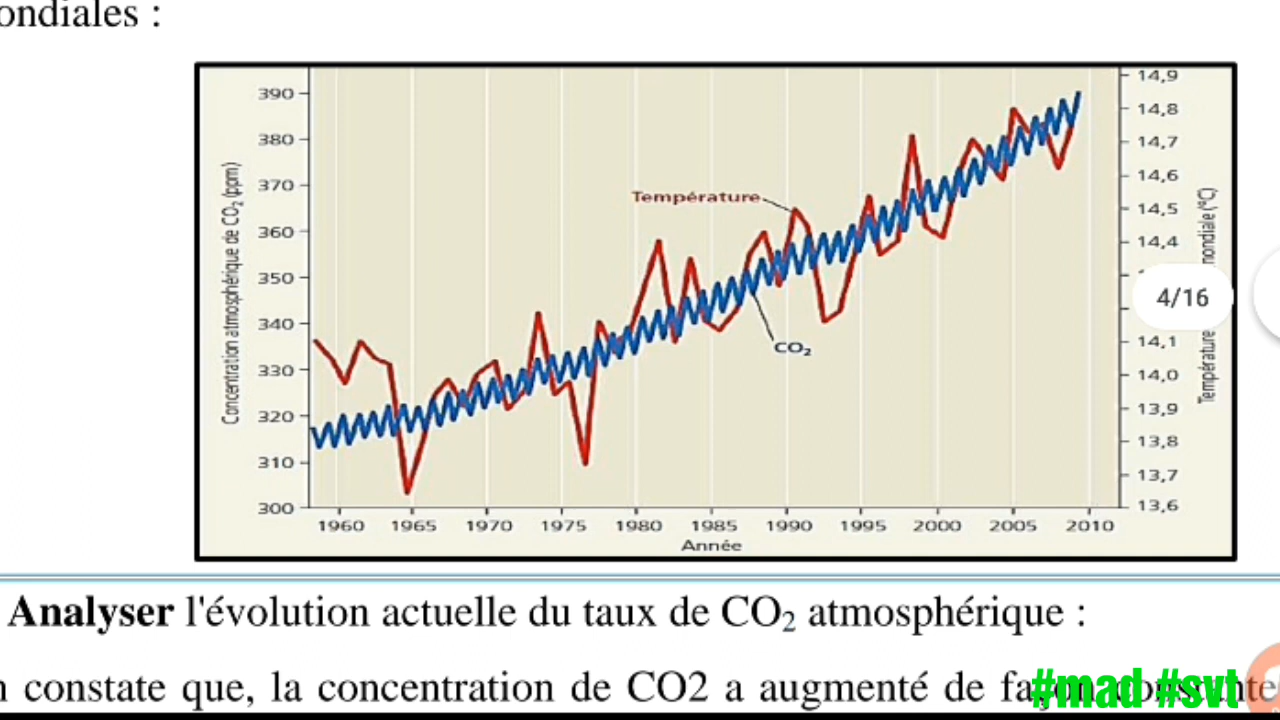 ondiales :
Concentration atmosphérique de CO₂ (ppm)
390
380
370
360
350
340
330
320
310
300
14,9
14,8
14,7
14,6
14,5
14,4
14,1
14,0
13,9
13,8
13,7
13,6
Température mondiale (°C)
Température
CO₂
4/16
1960 1965 1970 1975 1980 1985 1990 1995 2000 2005 2010
Année
Analyser l'évolution actuelle du taux de CO₂ atmosphérique :
constate que, la concentration de CO2 a augmenté de façon
#mad #svt